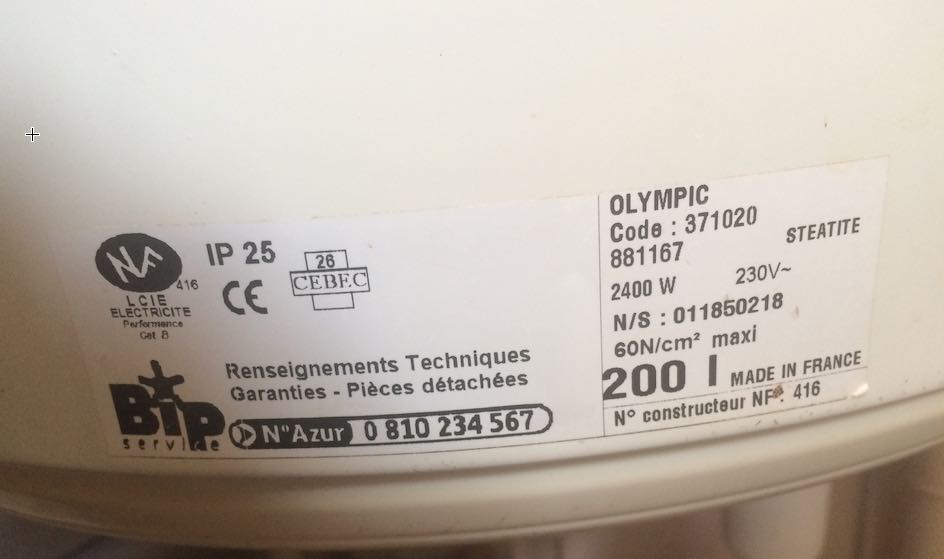 NF
416
LCIE
ELECTRICITE
Performance
Cat B
IP 25
CE
26
CEBEC
BIP
service
Renseignements Techniques
Garanties - Pièces détachées
N°Azur 0 810 234 567
OLYMPIC
Code : 371020
881167
STEATITE
2400 W 230V~
N/S : 011850218
60N/cm² maxi
200 l MADE IN FRANCE
N° constructeur NF : 416